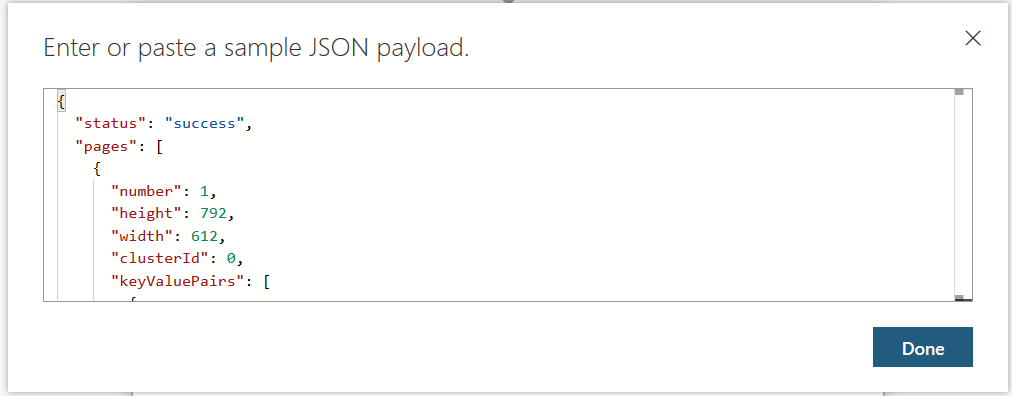 Enter or paste a sample JSON payload.
{
"status": "success",
"pages": [
{
"number": 1,
"height": 792,
"width": 612,
"clusterId": 0,
"keyValuePairs": [
{
Done